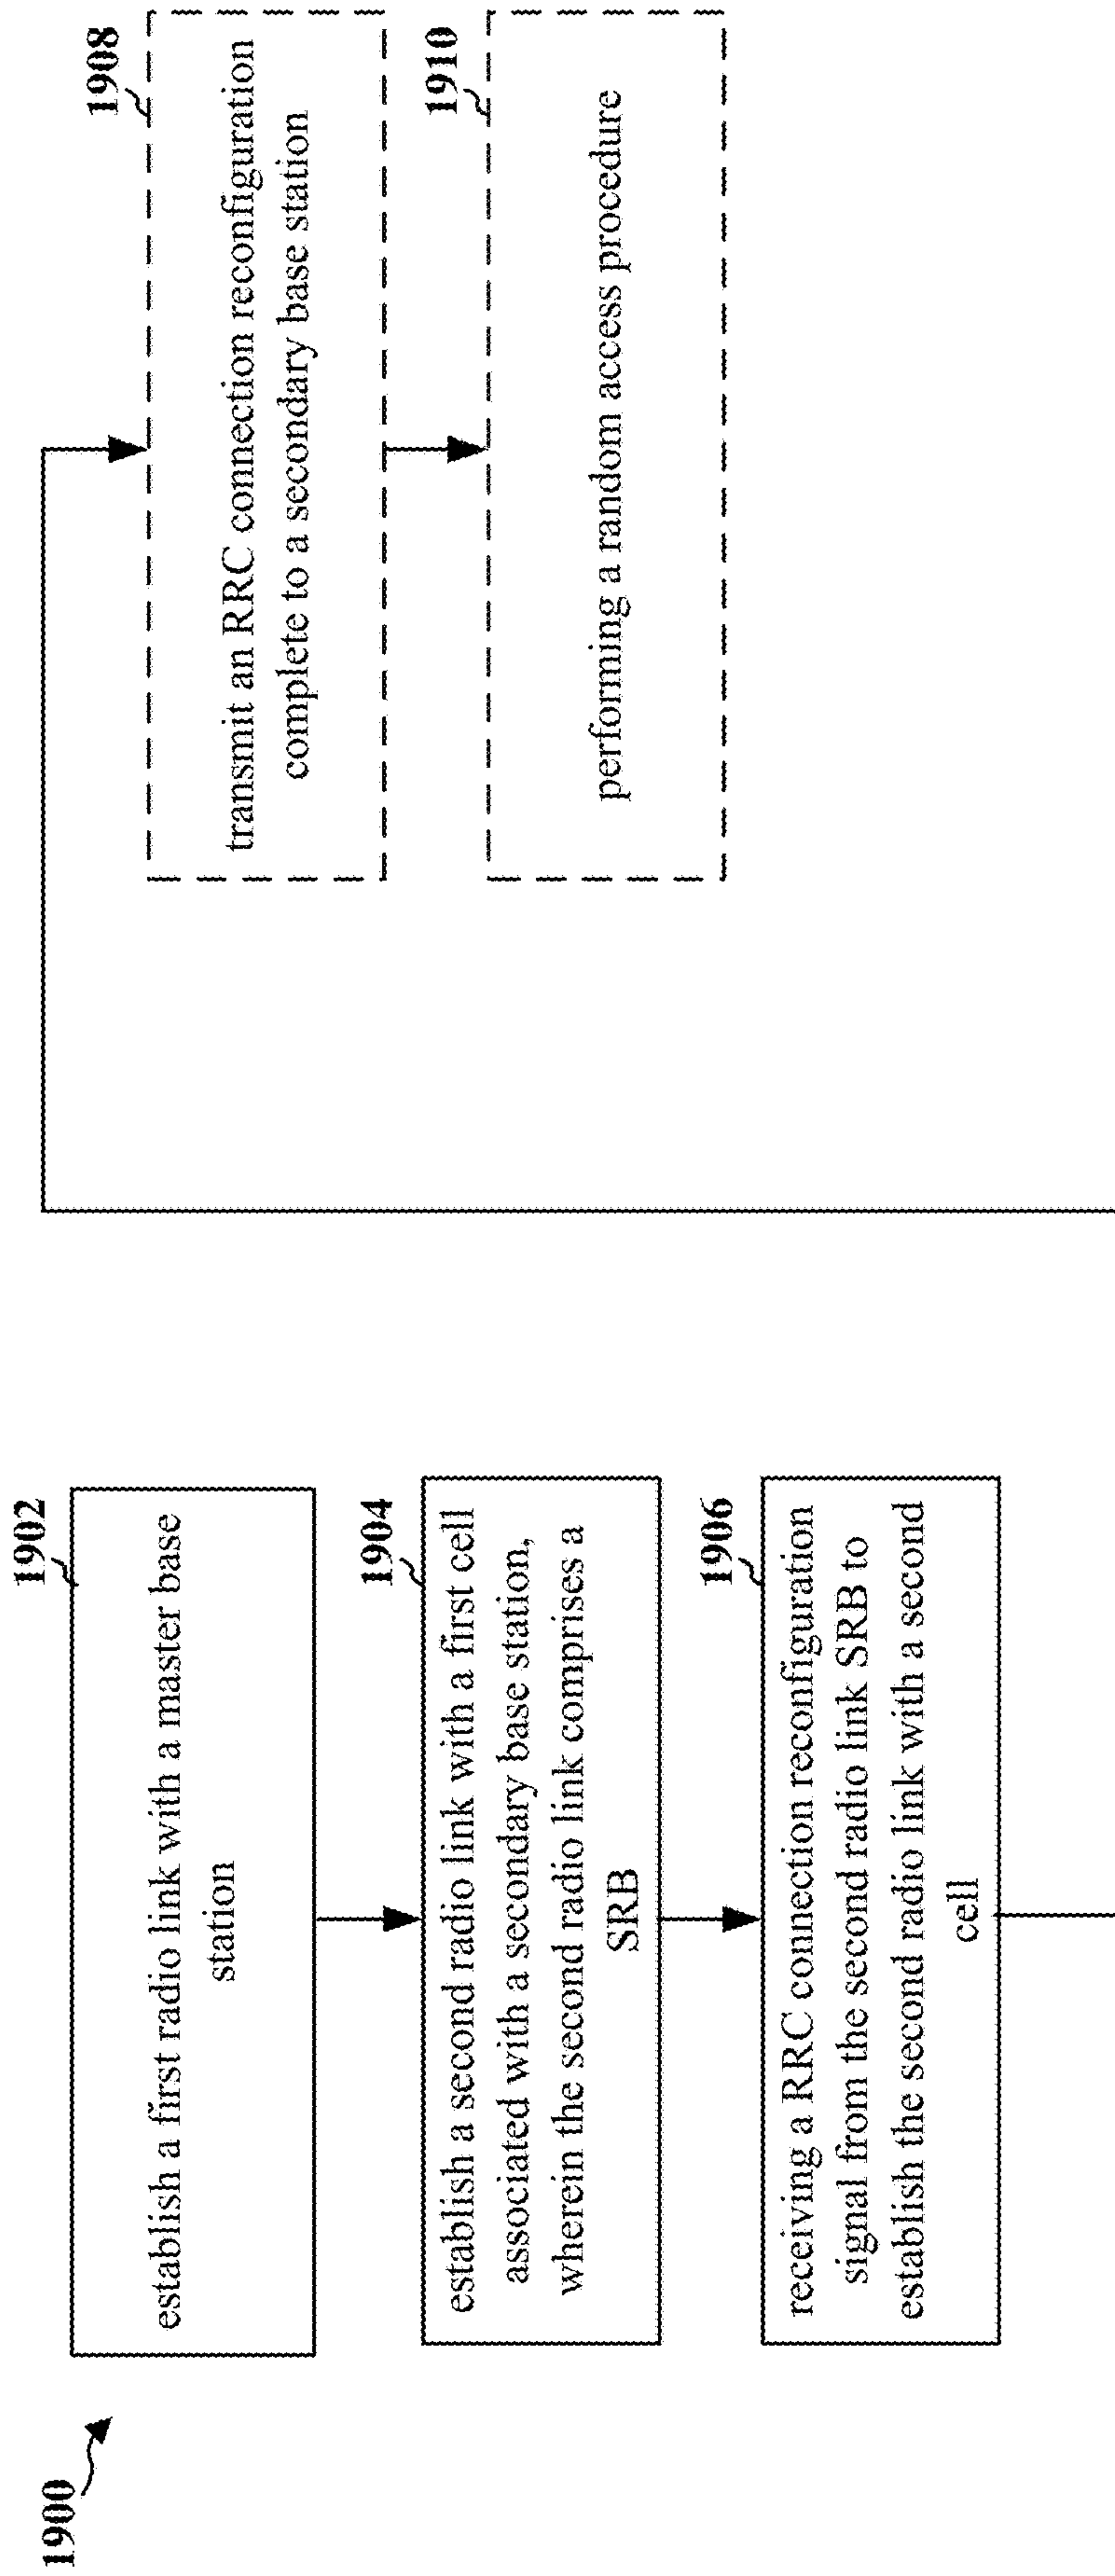 1900
1902
establish a first radio link with a master base
station
1904
establish a second radio link with a first cell
associated with a secondary base station,
wherein the second radio link comprises a
SRB
1906
receiving a RRC connection reconfiguration
signal from the second radio link SRB to
establish the second radio link with a second
cell
1908
transmit an RRC connection reconfiguration
complete to a secondary base station
1910
performing a random access procedure